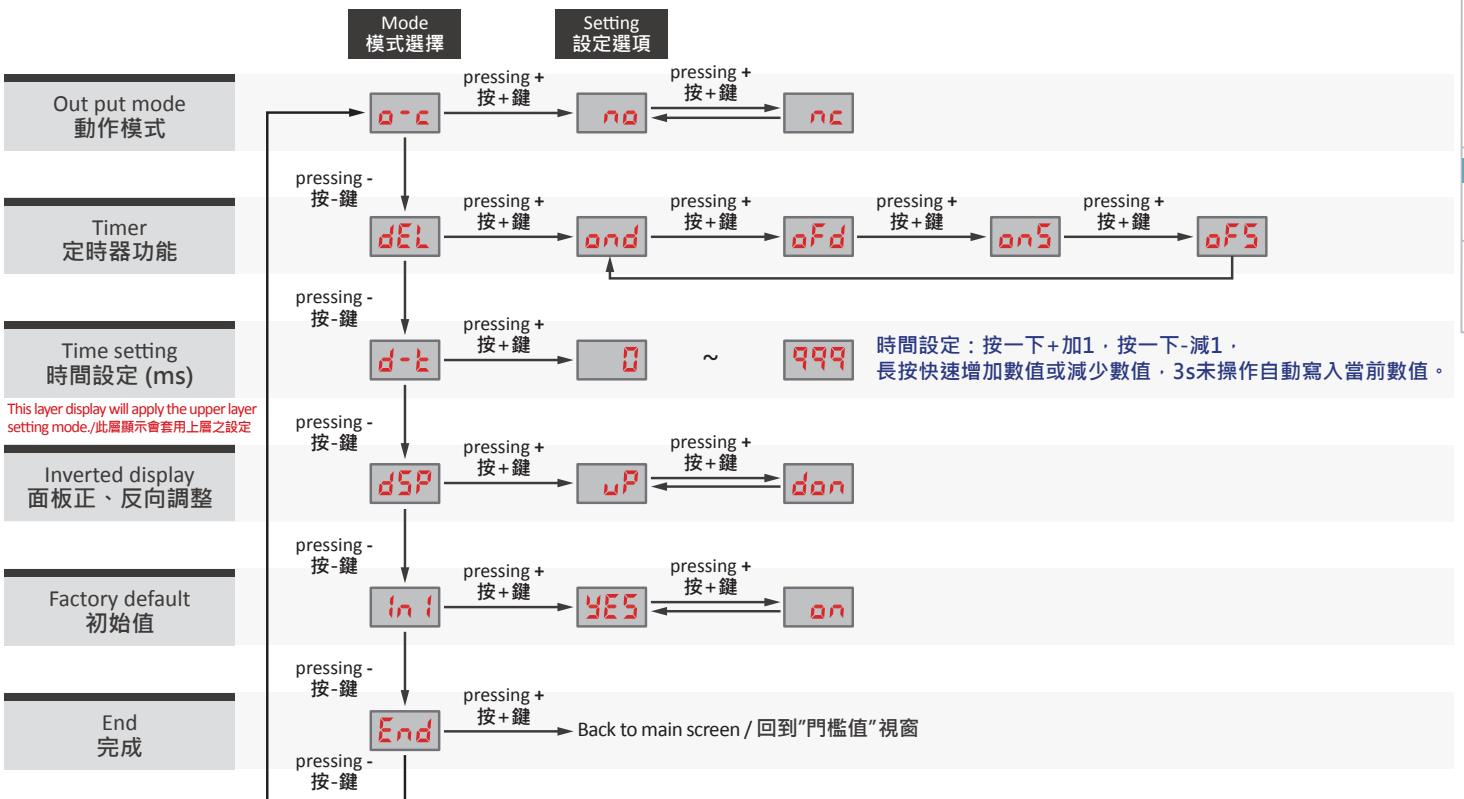 Mode
模式選擇
Setting
設定選項
Out put mode
動作模式
o-c
pressing +
按+鍵
no
pressing +
按+鍵
nc
pressing -
按-鍵
Timer
定時器功能
dEL
pressing +
按+鍵
ond
pressing +
按+鍵
oFd
pressing +
按+鍵
onS
pressing +
按+鍵
oFS
pressing -
按-鍵
Time setting
時間設定 (ms)
d-t
pressing +
按+鍵
0
~
999
時間設定：按一下+加1，按一下-減1，
長按快速增加數值或減少數值，3s未操作自動寫入當前數值。
This layer display will apply the upper layer
setting mode./此層顯示會套用上層之設定
pressing -
按-鍵
Inverted display
面板正、反向調整
dSP
pressing +
按+鍵
uP
pressing +
按+鍵
don
pressing -
按-鍵
Factory default
初始值
In1
pressing +
按+鍵
YES
pressing +
按+鍵
on
pressing -
按-鍵
End
完成
End
pressing +
按+鍵
Back to main screen / 回到"門檻值"視窗
pressing -
按-鍵